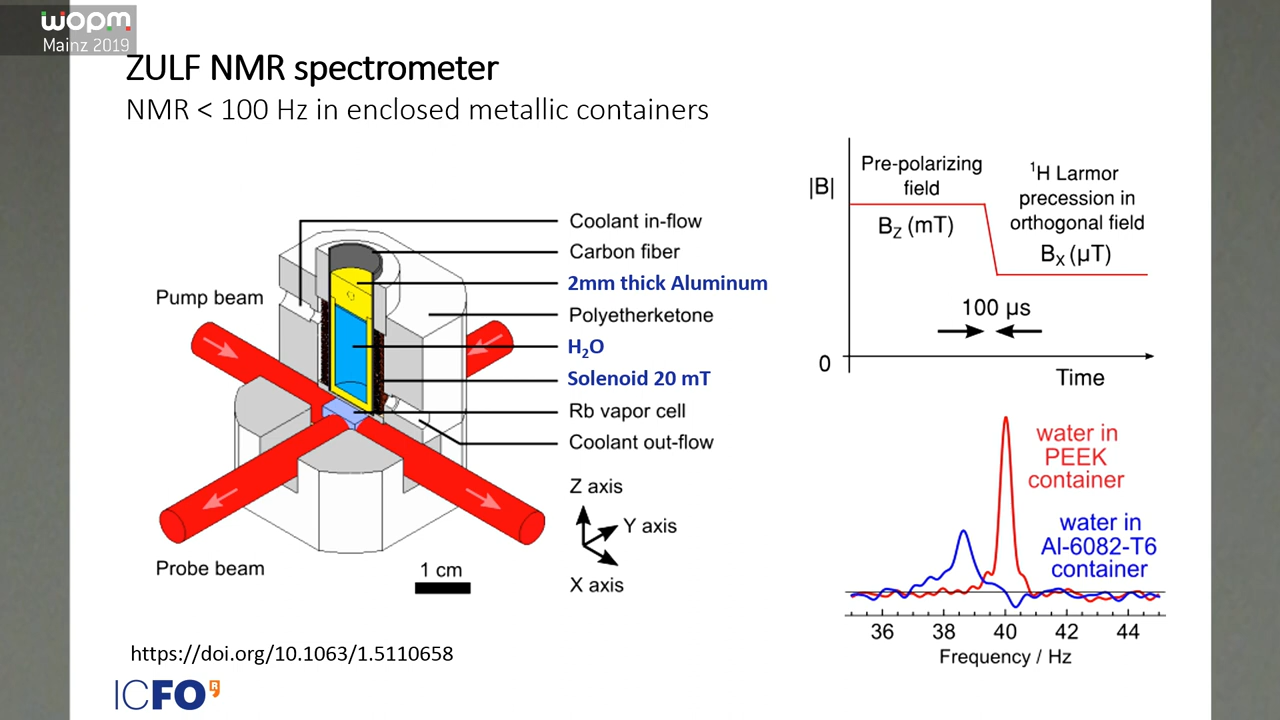 wopm
Mainz 2019
ZULF NMR spectrometer
NMR < 100 Hz in enclosed metallic containers
Coolant in-flow
Carbon fiber
2mm thick Aluminum
Polyetherketone
H₂O
Solenoid 20 mT
Rb vapor cell
Coolant out-flow
Pump beam
Probe beam
1 cm
Z axis
Y axis
X axis
|B|
Pre-polarizing
field
B_Z (mT)
¹H Larmor
precession in
orthogonal field
Bₓ (µT)
100 µs
0
Time
water in
PEEK
container
water in
Al-6082-T6
container
36 38 40 42 44
Frequency / Hz
https://doi.org/10.1063/1.5110658
ICFO R